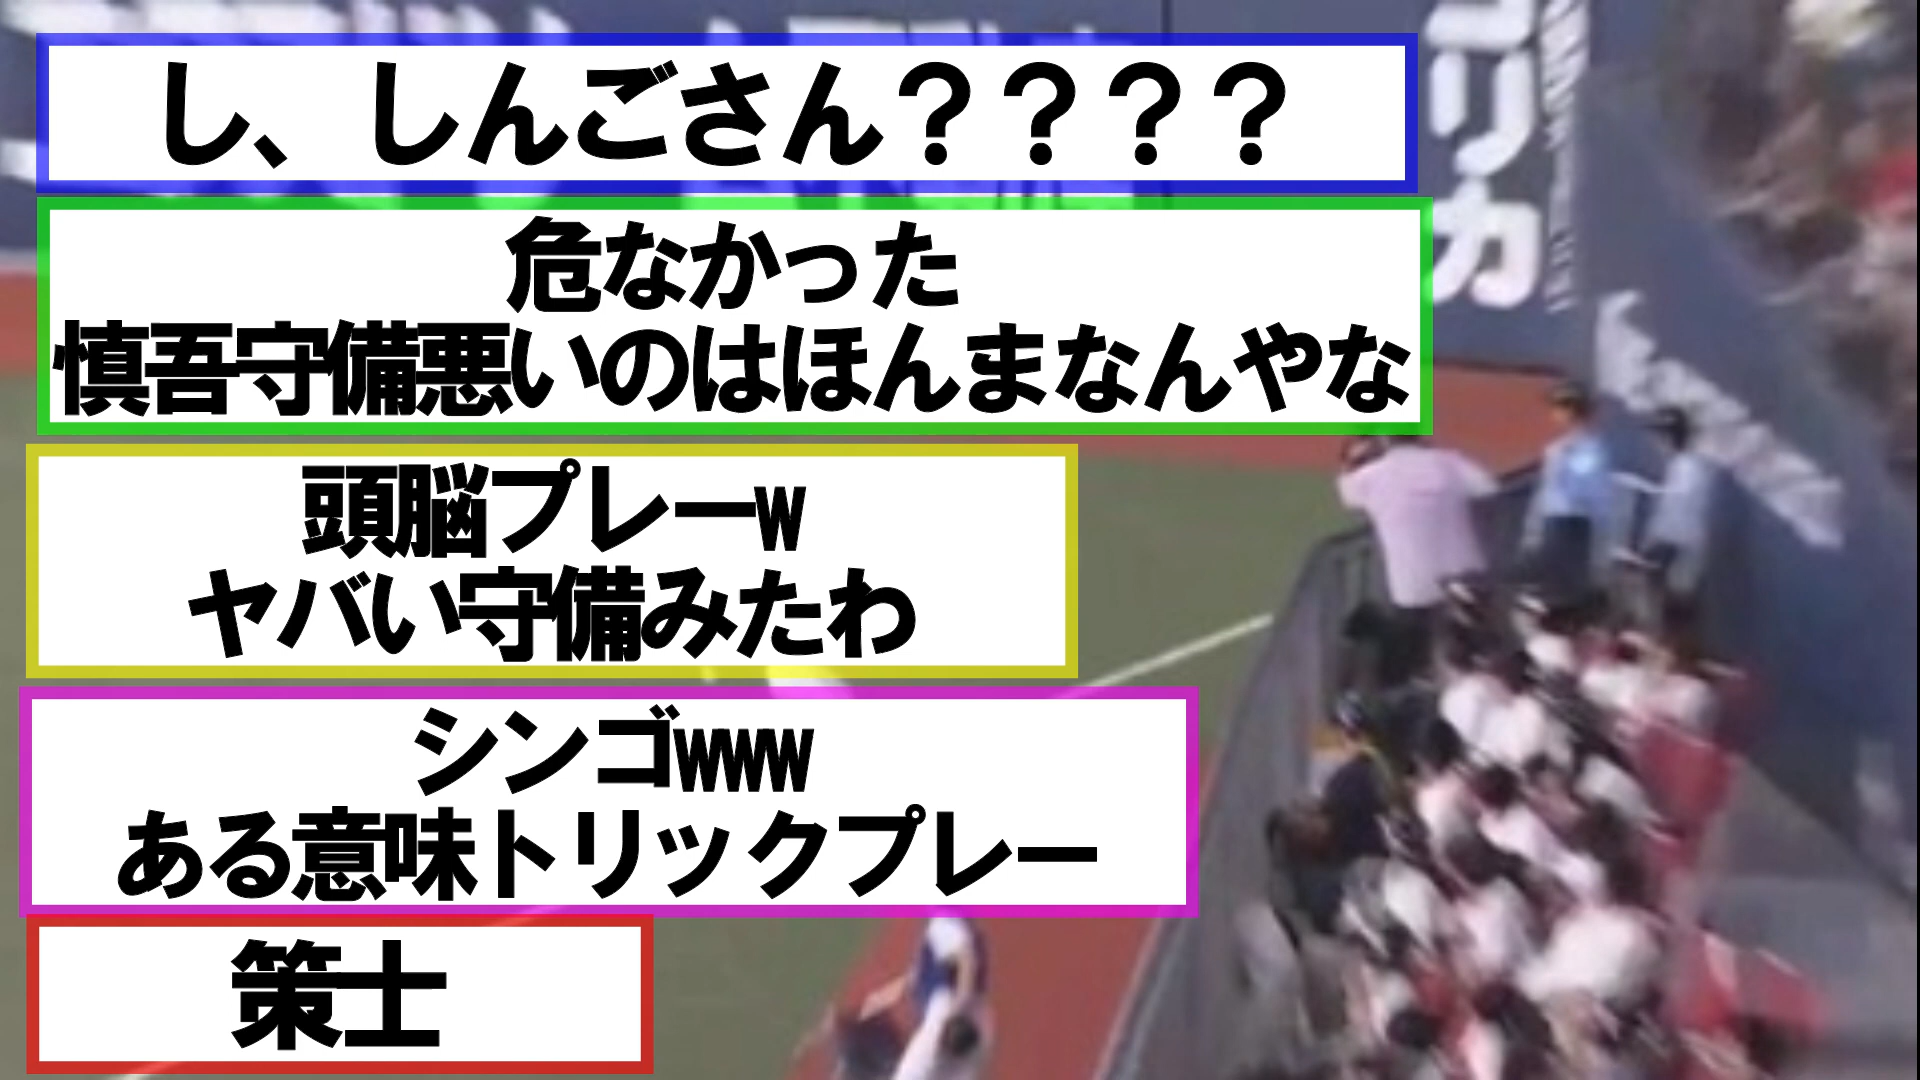 し、しんごさん？？？？
危なかった
慎吾守備悪いのはほんまなんやな
頭脳プレーw
ヤバい守備みたわ
シンゴwww
ある意味トリックプレー
策士
リカ